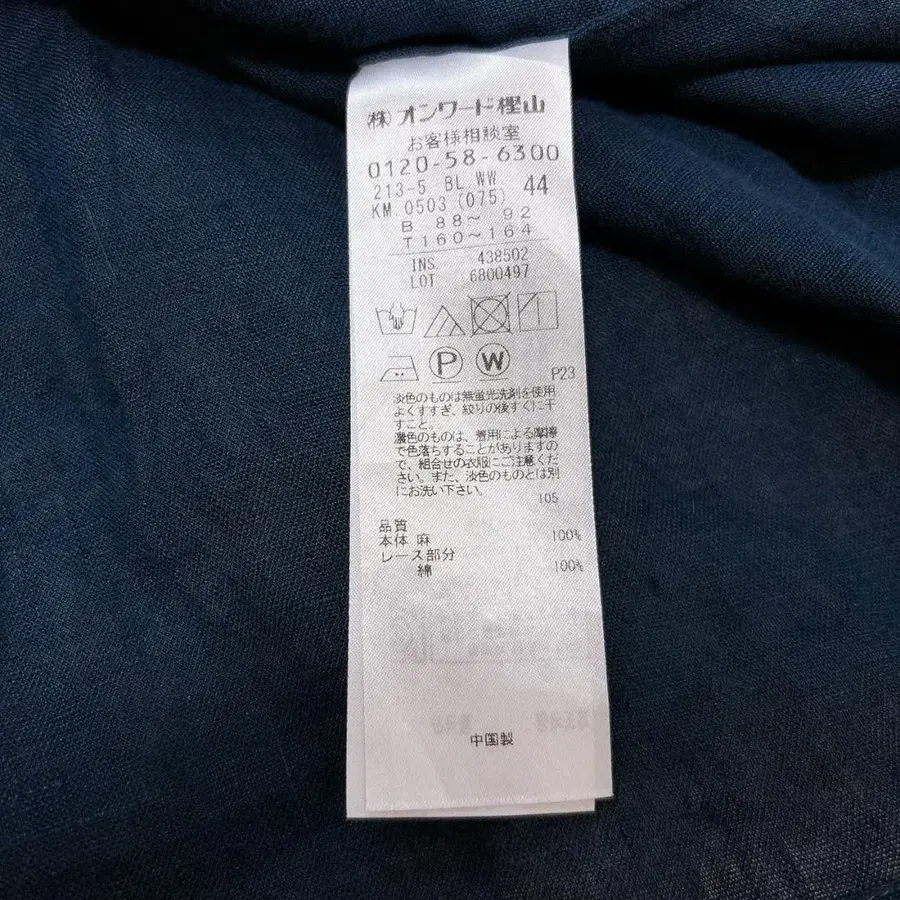 (株)オンワード樫山
お客様相談室
0120-58-6300
213-5 BL WW 44
KM 0503 (075)
B 88～ 92
T160～164
INS. 438502
LOT 6800497
P W
P23
淡色のものは無蛍光洗剤を使用
よくすすぎ、絞りの後すぐに干
すこと。
濃色のものは、着用による摩擦
で色落ちすることがありますの
で、組合せの衣服にご注意くだ
さい。また、淡色のものとは別
にお洗い下さい。
105
品質
本体 麻 100%
レース部分
綿 100%
中国製